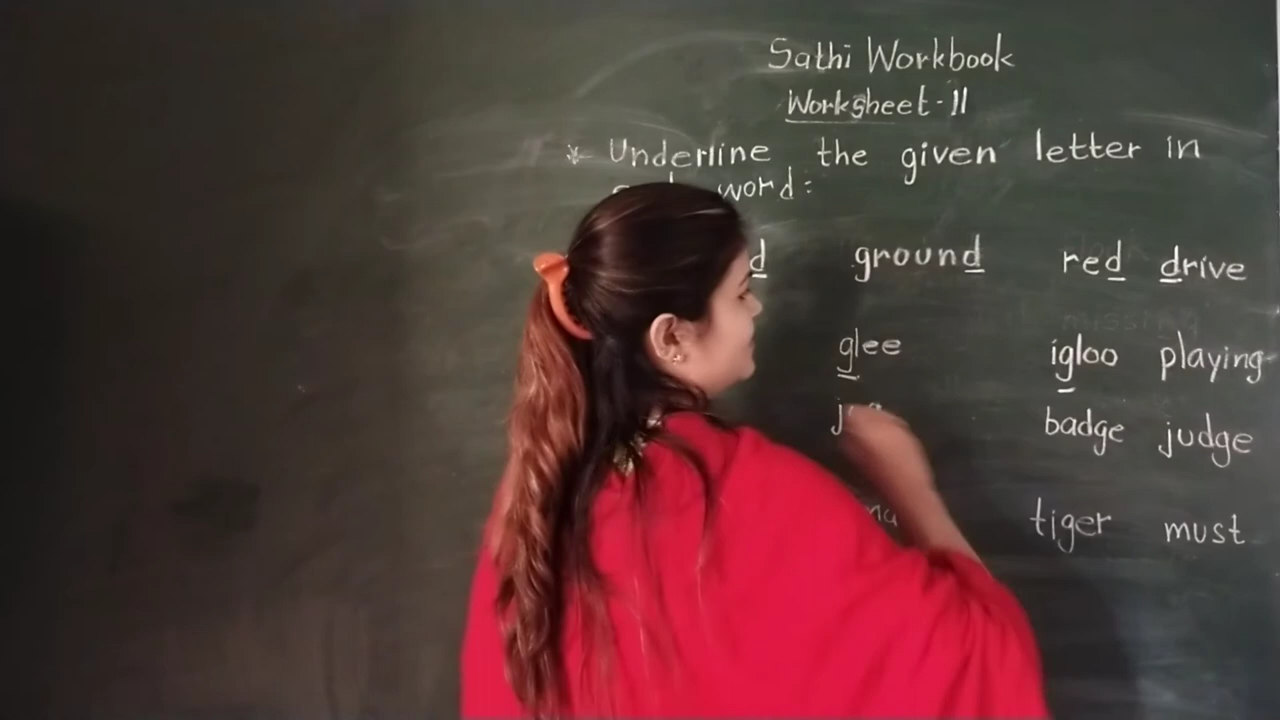 Sathi Workbook
Worksheet-11
* Underline the given letter in
word:
d ground red drive
glee igloo playing
badge judge
tiger must